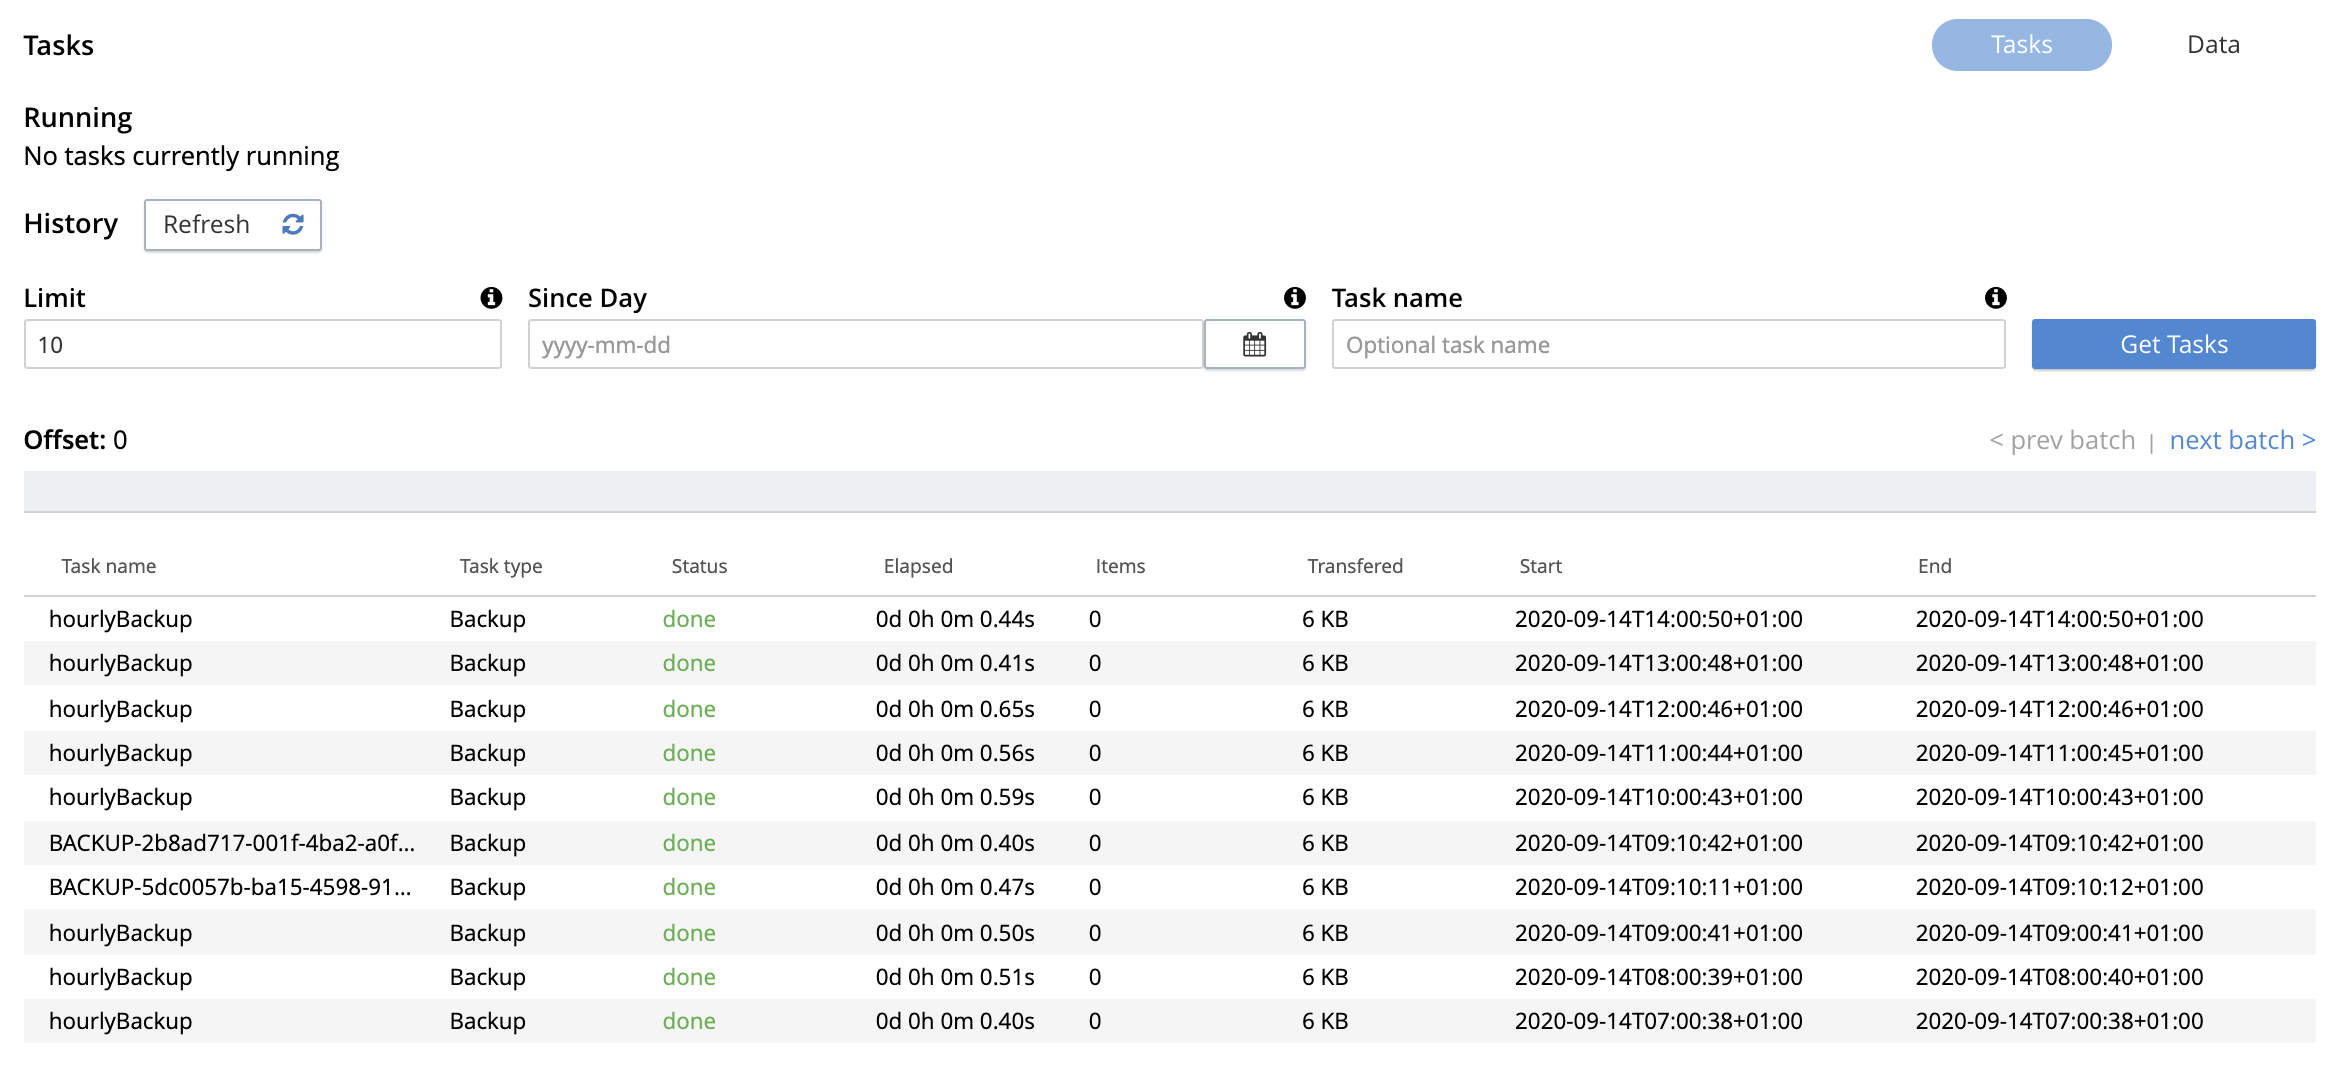 Tasks Tasks Data
Running
No tasks currently running
History Refresh
Limit Since Day Task name
10 yyyy-mm-dd Optional task name Get Tasks
Offset: 0 < prev batch | next batch >
Task name Task type Status Elapsed Items Transfered Start End
hourlyBackup Backup done 0d 0h 0m 0.44s 0 6 KB 2020-09-14T14:00:50+01:00 2020-09-14T14:00:50+01:00
hourlyBackup Backup done 0d 0h 0m 0.41s 0 6 KB 2020-09-14T13:00:48+01:00 2020-09-14T13:00:48+01:00
hourlyBackup Backup done 0d 0h 0m 0.65s 0 6 KB 2020-09-14T12:00:46+01:00 2020-09-14T12:00:46+01:00
hourlyBackup Backup done 0d 0h 0m 0.56s 0 6 KB 2020-09-14T11:00:44+01:00 2020-09-14T11:00:45+01:00
hourlyBackup Backup done 0d 0h 0m 0.59s 0 6 KB 2020-09-14T10:00:43+01:00 2020-09-14T10:00:43+01:00
BACKUP-2b8ad717-001f-4ba2-a0f... Backup done 0d 0h 0m 0.40s 0 6 KB 2020-09-14T09:10:42+01:00 2020-09-14T09:10:42+01:00
BACKUP-5dc0057b-ba15-4598-91... Backup done 0d 0h 0m 0.47s 0 6 KB 2020-09-14T09:10:11+01:00 2020-09-14T09:10:12+01:00
hourlyBackup Backup done 0d 0h 0m 0.50s 0 6 KB 2020-09-14T09:00:41+01:00 2020-09-14T09:00:41+01:00
hourlyBackup Backup done 0d 0h 0m 0.51s 0 6 KB 2020-09-14T08:00:39+01:00 2020-09-14T08:00:40+01:00
hourlyBackup Backup done 0d 0h 0m 0.40s 0 6 KB 2020-09-14T07:00:38+01:00 2020-09-14T07:00:38+01:00